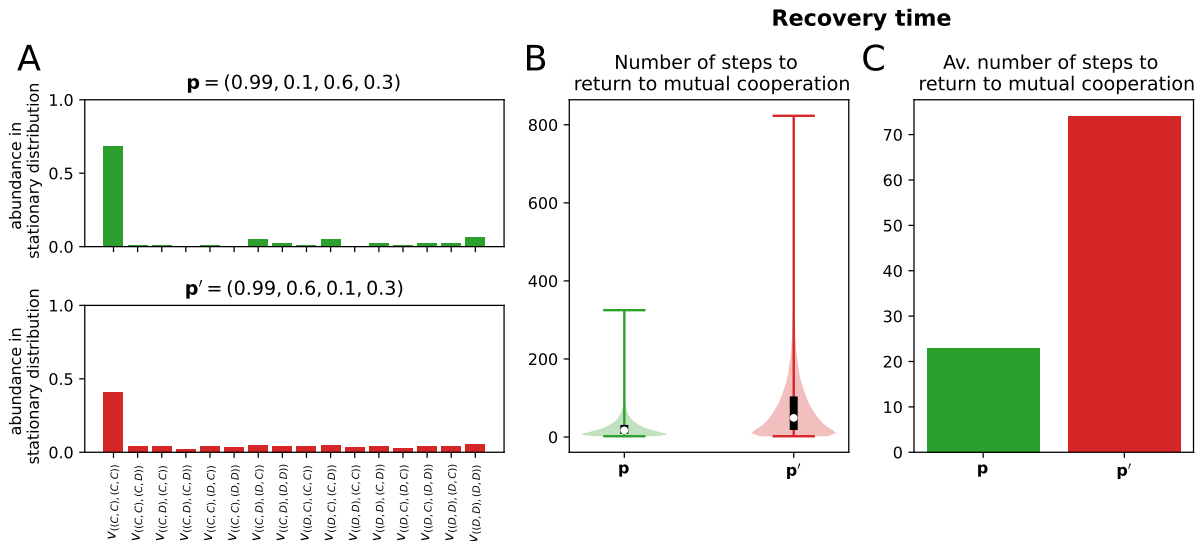 Recovery time
A
p = (0.99, 0.1, 0.6, 0.3)
abundance in
stationary distribution
1.0
0.5
0.0
p′ = (0.99, 0.6, 0.1, 0.3)
abundance in
stationary distribution
1.0
0.5
0.0
v((C, C), (C, C))
v((C, C), (C, D))
v((C, D), (C, C))
v((C, D), (C, D))
v((C, C), (D, C))
v((C, C), (D, D))
v((C, D), (D, C))
v((C, D), (D, D))
v((D, C), (C, C))
v((D, C), (C, D))
v((D, D), (C, C))
v((D, D), (C, D))
v((D, C), (D, C))
v((D, C), (D, D))
v((D, D), (D, C))
v((D, D), (D, D))
B
Number of steps to
return to mutual cooperation
800
600
400
200
0
p
p′
C
Av. number of steps to
return to mutual cooperation
70
60
50
40
30
20
10
0
p
p′